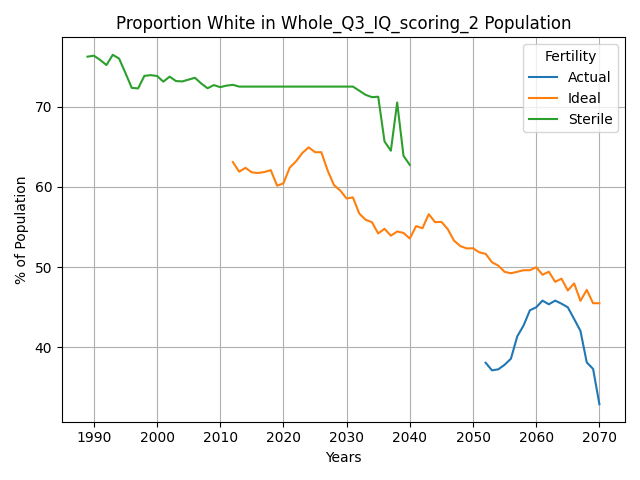 Proportion White in Whole_Q3_IQ_scoring_2 Population
Fertility
Actual
Ideal
Sterile
% of Population
70
60
50
40
1990 2000 2010 2020 2030 2040 2050 2060 2070
Years